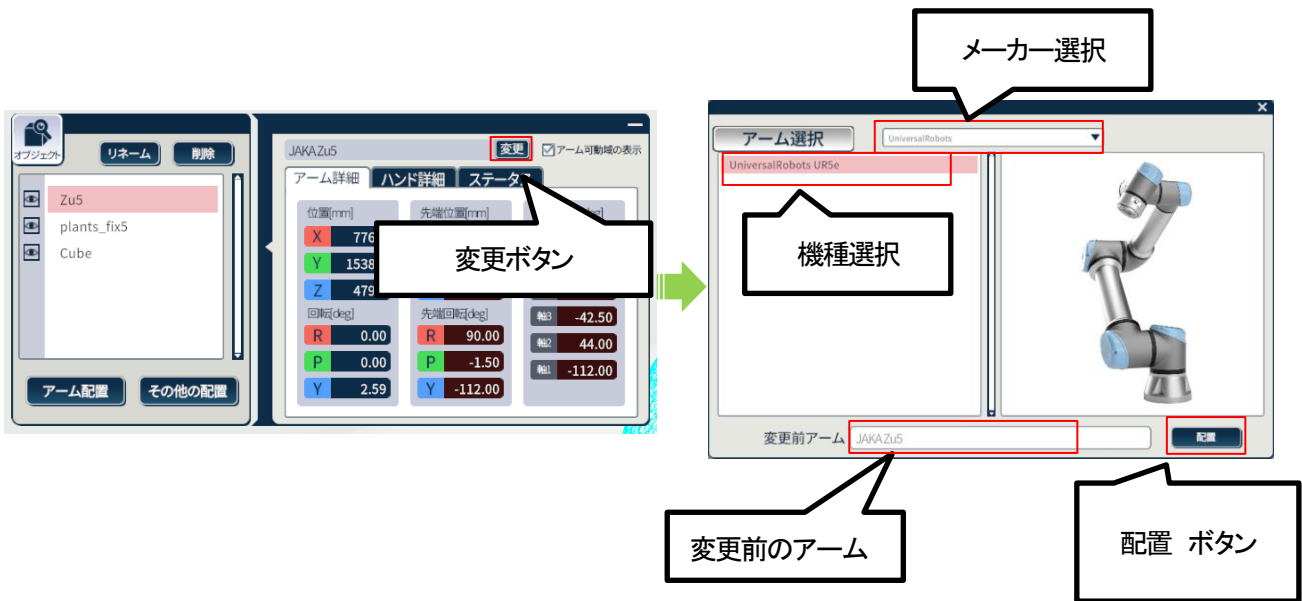 メーカー選択
オブジェクト
リネーム
削除
Zu5
plants_fix5
Cube
アーム配置
その他の配置
JAKA Zu5
変更
アーム可動域の表示
アーム詳細
ハンド詳細
ステータ
位置[mm]
先端位置[mm]
X 776
Y 1538
Z 479
変更ボタン
回転[deg]
先端回転[deg]
R 0.00
R 90.00
軸3 -42.50
P 0.00
P -1.50
軸2 44.00
Y 2.59
Y -112.00
軸1 -112.00
アーム選択
UniversalRobots
UniversalRobots UR5e
機種選択
変更前アーム
JAKA Zu5
配置
変更前のアーム
配置 ボタン